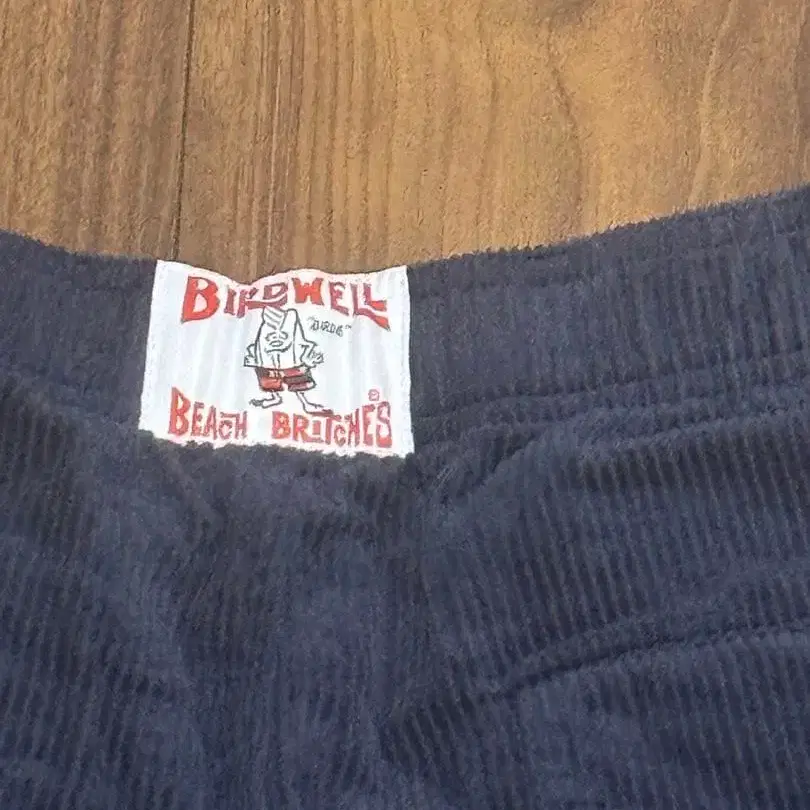 BIRDWELL
"BIRDIE"
BEACH BRITCHES
®